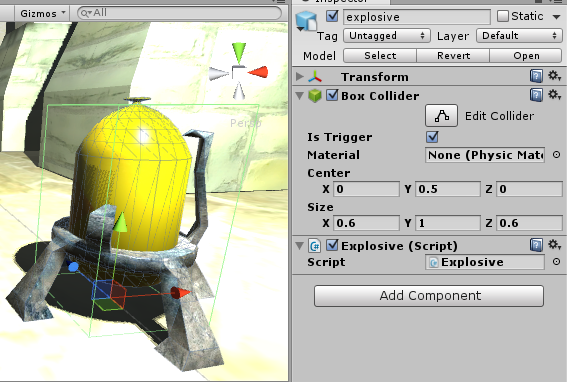 Inspector
Gizmos All
explosive Static
Tag Untagged Layer Default
Model Select Revert Open
Transform
Box Collider
Edit Collider
Is Trigger
Material None (Physic Mate
Center
X 0 Y 0.5 Z 0
Size
X 0.6 Y 1 Z 0.6
Explosive (Script)
Script Explosive
Add Component
Persp